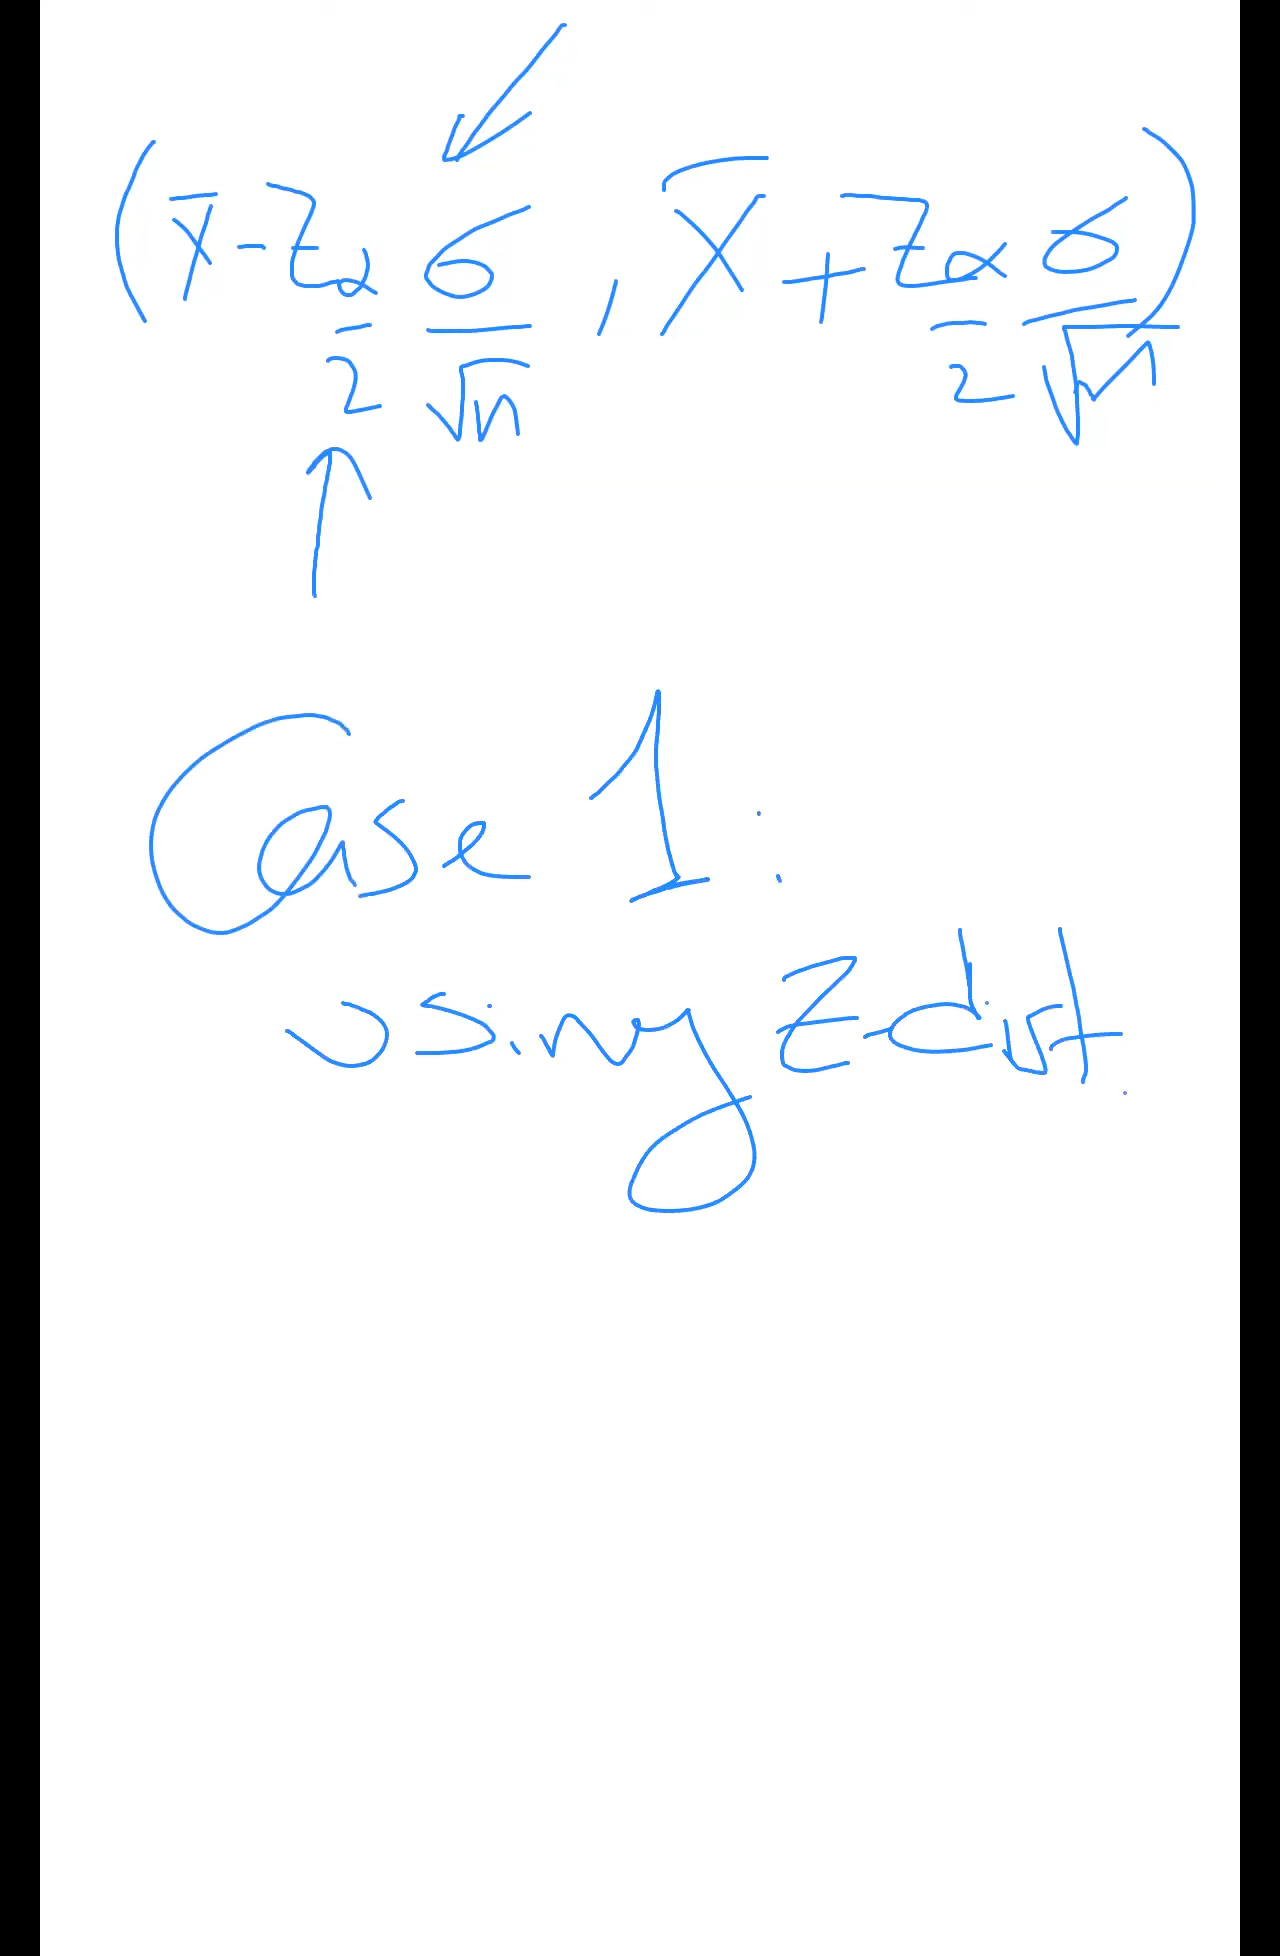 (x̄ - z_{α/2} σ/√n , x̄ + z_{α/2} σ/√n)
Case 1 :
using z-dist.